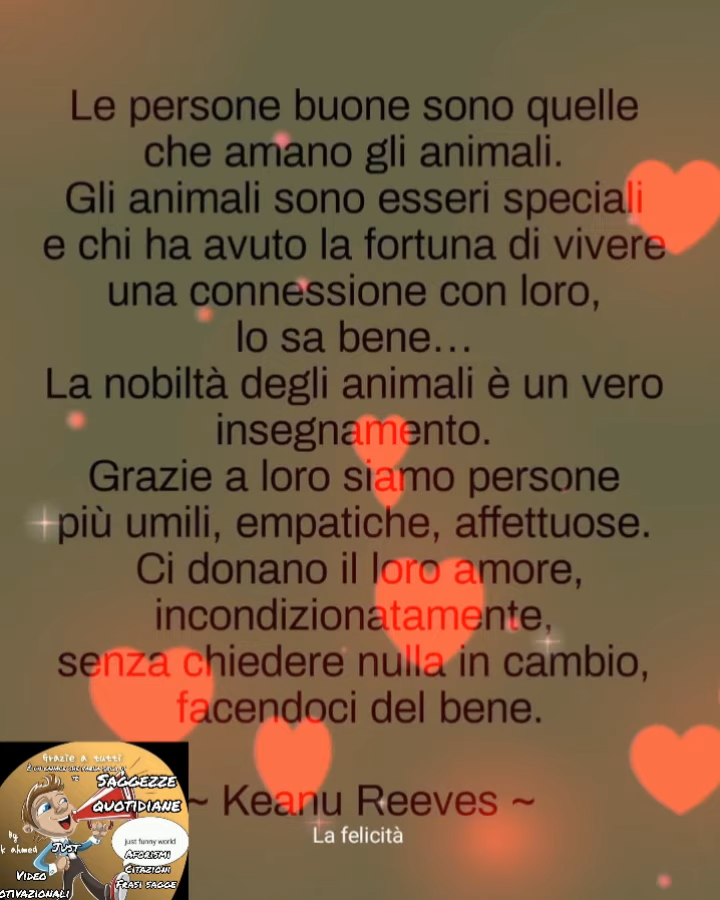 Le persone buone sono quelle
che amano gli animali.
Gli animali sono esseri speciali
e chi ha avuto la fortuna di vivere
una connessione con loro,
lo sa bene...
La nobiltà degli animali è un vero
insegnamento.
Grazie a loro siamo persone
più umili, empatiche, affettuose.
Ci donano il loro amore,
incondizionatamente,
senza chiedere nulla in cambio,
facendoci del bene.
~ Keanu Reeves ~
La felicità
Grazie a tutti
SAGGEZZE
QUOTIDIANE
by
k ahmed
JUST
just funny world
AFORISMI
CITAZIONI
FRASI SAGGE
VIDEO
OTIVAZIONALI